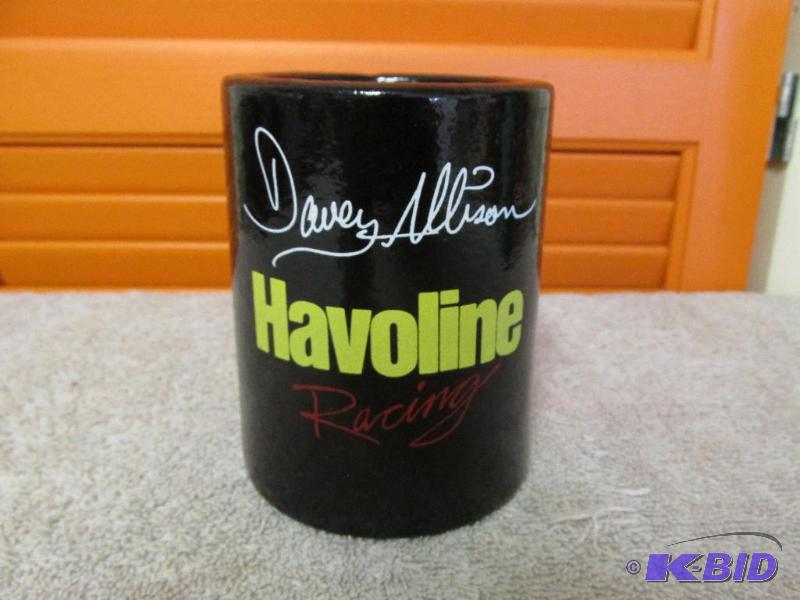 Davey Allison
Havoline
Racing
© K-BID